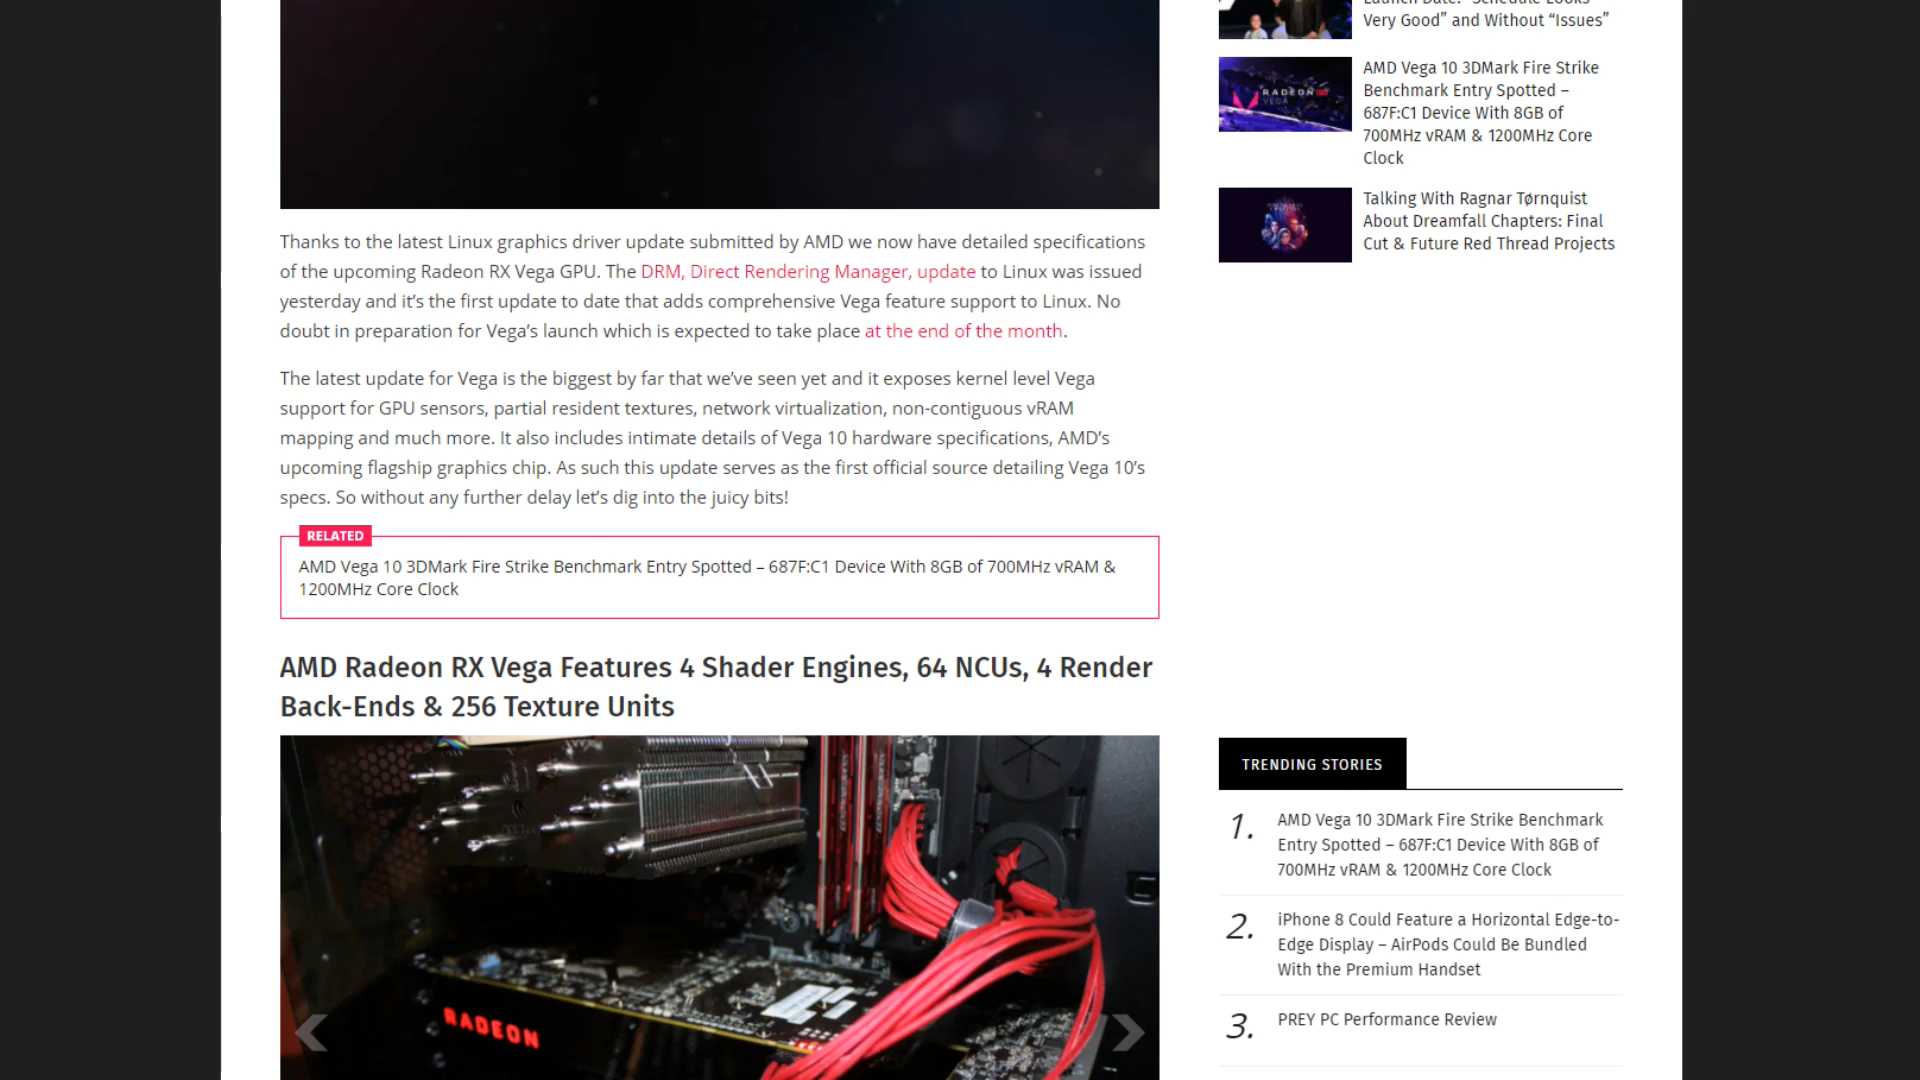 Very Good” and Without “Issues”
AMD Vega 10 3DMark Fire Strike
Benchmark Entry Spotted –
687F:C1 Device With 8GB of
700MHz vRAM & 1200MHz Core
Clock
RADEON
VEGA
Talking With Ragnar Tørnquist
About Dreamfall Chapters: Final
Cut & Future Red Thread Projects
Thanks to the latest Linux graphics driver update submitted by AMD we now have detailed specifications
of the upcoming Radeon RX Vega GPU. The DRM, Direct Rendering Manager, update to Linux was issued
yesterday and it’s the first update to date that adds comprehensive Vega feature support to Linux. No
doubt in preparation for Vega’s launch which is expected to take place at the end of the month.
The latest update for Vega is the biggest by far that we’ve seen yet and it exposes kernel level Vega
support for GPU sensors, partial resident textures, network virtualization, non-contiguous vRAM
mapping and much more. It also includes intimate details of Vega 10 hardware specifications, AMD’s
upcoming flagship graphics chip. As such this update serves as the first official source detailing Vega 10’s
specs. So without any further delay let’s dig into the juicy bits!
RELATED
AMD Vega 10 3DMark Fire Strike Benchmark Entry Spotted – 687F:C1 Device With 8GB of 700MHz vRAM &
1200MHz Core Clock
AMD Radeon RX Vega Features 4 Shader Engines, 64 NCUs, 4 Render
Back-Ends & 256 Texture Units
RADEON
TRENDING STORIES
1.
AMD Vega 10 3DMark Fire Strike Benchmark
Entry Spotted – 687F:C1 Device With 8GB of
700MHz vRAM & 1200MHz Core Clock
2.
iPhone 8 Could Feature a Horizontal Edge-to-
Edge Display – AirPods Could Be Bundled
With the Premium Handset
3.
PREY PC Performance Review